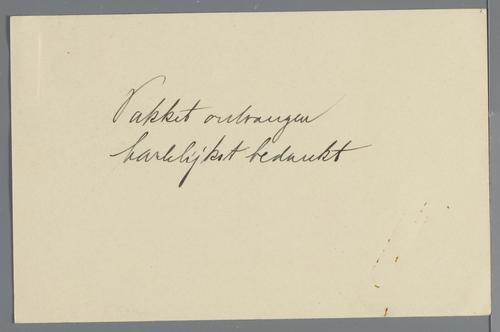 Pakket ontvangen
hartelijkst bedankt